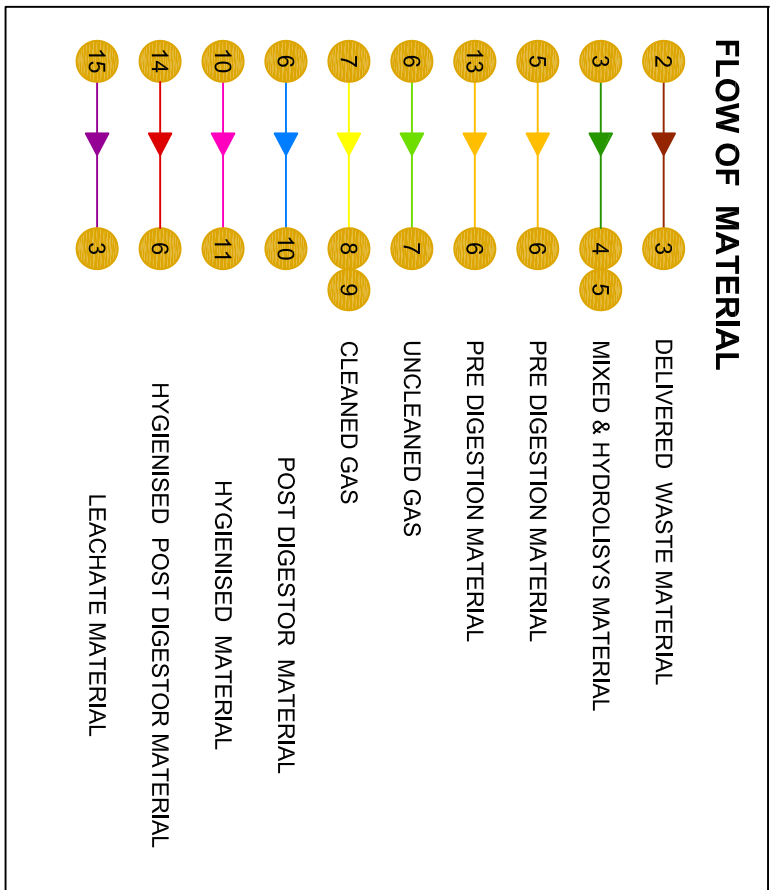 FLOW OF MATERIAL
2 3 DELIVERED WASTE MATERIAL
3 4 5 MIXED & HYDROLISYS MATERIAL
5 6 PRE DIGESTION MATERIAL
13 6 PRE DIGESTION MATERIAL
6 7 UNCLEANED GAS
7 8 9 CLEANED GAS
6 10 POST DIGESTOR MATERIAL
10 11 HYGIENISED MATERIAL
14 6 HYGIENISED POST DIGESTOR MATERIAL
15 3 LEACHATE MATERIAL